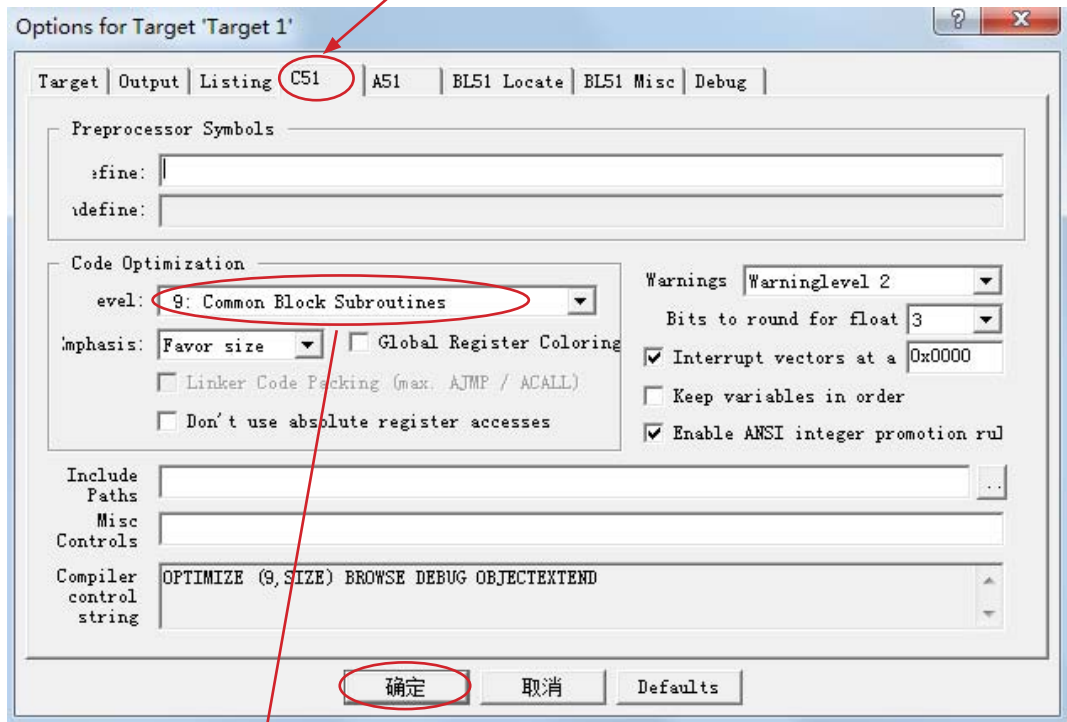 Options for Target 'Target 1'
Target Output Listing C51 A51 BL51 Locate BL51 Misc Debug
Preprocessor Symbols
efine:
define:
Code Optimization
evel: 9: Common Block Subroutines
Emphasis: Favor size Global Register Coloring
Linker Code Packing (max. AJMP / ACALL)
Don't use absolute register accesses
Warnings Warninglevel 2
Bits to round for float 3
Interrupt vectors at a 0x0000
Keep variables in order
Enable ANSI integer promotion rul
Include Paths
..
Misc Controls
Compiler control string
OPTIMIZE (9,SIZE) BROWSE DEBUG OBJECTEXTEND
确定 取消 Defaults